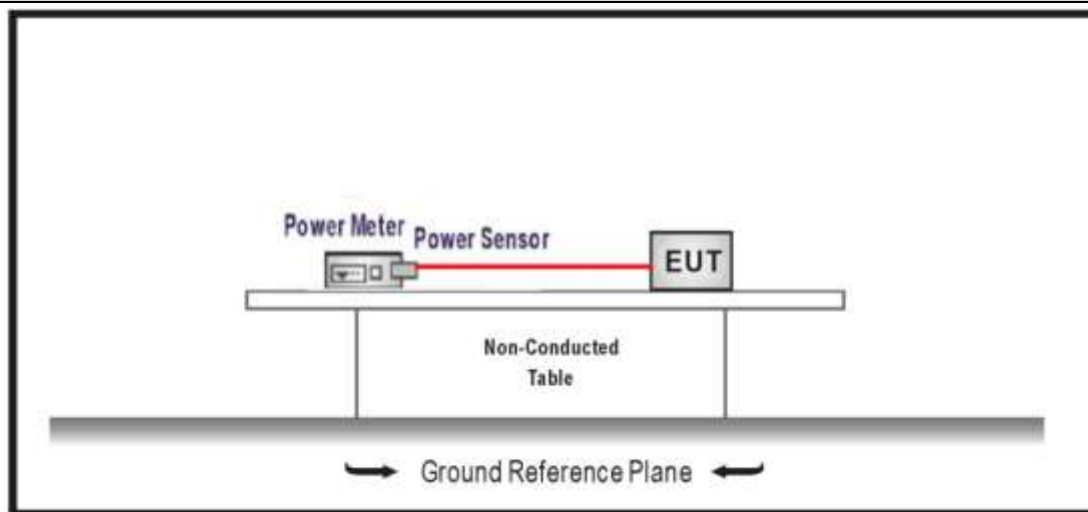 Power Meter
Power Sensor
EUT
Non-Conducted
Table
Ground Reference Plane